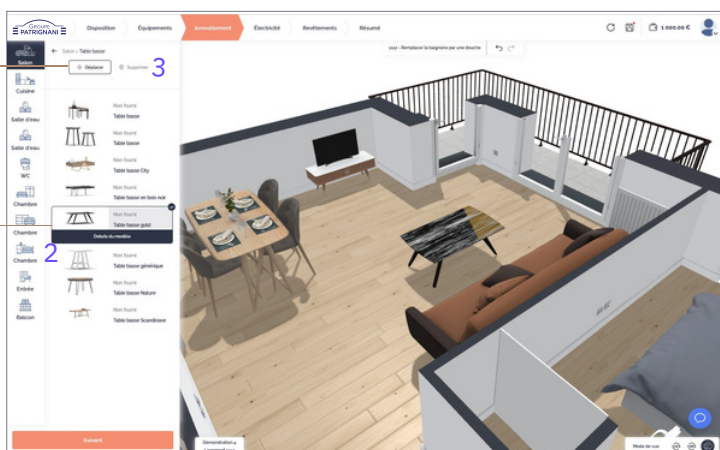 GROUPE
PATRIGNANI
Disposition
Équipements
Ameublement
Électricité
Revêtements
Résumé
1 000.00 €
Salon
Cuisine
Salle d'eau
Salle d'eau
WC
Chambre
Chambre
Chambre
Entrée
Balcon
Salon › Table basse
Déplacer
Supprimer
3
Non fourni
Table basse
Non fourni
Table basse
Non fourni
Table basse City
Non fourni
Table basse en bois noir
Non fourni
Table basse gold
Détails du modèle
2
Non fourni
Table basse générique
Non fourni
Table basse Nature
Non fourni
Table basse Scandinave
Suivant
- Remplacer la baignoire par une douche
Démonstration 4
Mode de vue